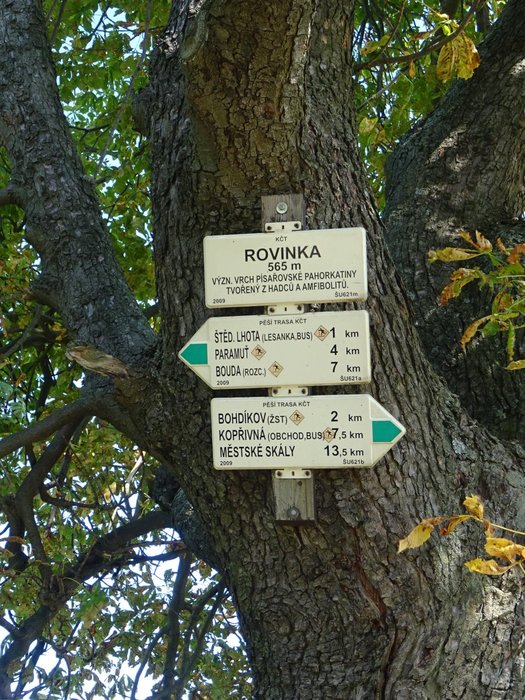 KČT
ROVINKA
565 m
VÝZN. VRCH PÍSAŘOVSKÉ PAHORKATINY
TVOŘENÝ Z HADCŮ A AMFIBOLITŮ.
2009 ŠU621m
PĚŠÍ TRASA KČT
ŠTĚD. LHOTA (LESANKA,BUS) 1 km
PARAMUŤ 4 km
BOUDA (ROZC.) 7 km
2009 ŠU621a
PĚŠÍ TRASA KČT
BOHDÍKOV (ŽST) 2 km
KOPŘIVNÁ (OBCHOD,BUS) 7,5 km
MĚSTSKÉ SKÁLY 13,5 km
2009 ŠU621b